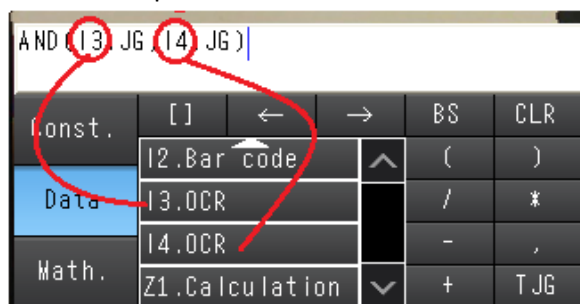 AND(I3.JG,I4.JG)
Const. [] ← → BS CLR
I2.Bar code ( )
Data I3.OCR / *
I4.OCR - ,
Math. Z1.Calculation + TJG